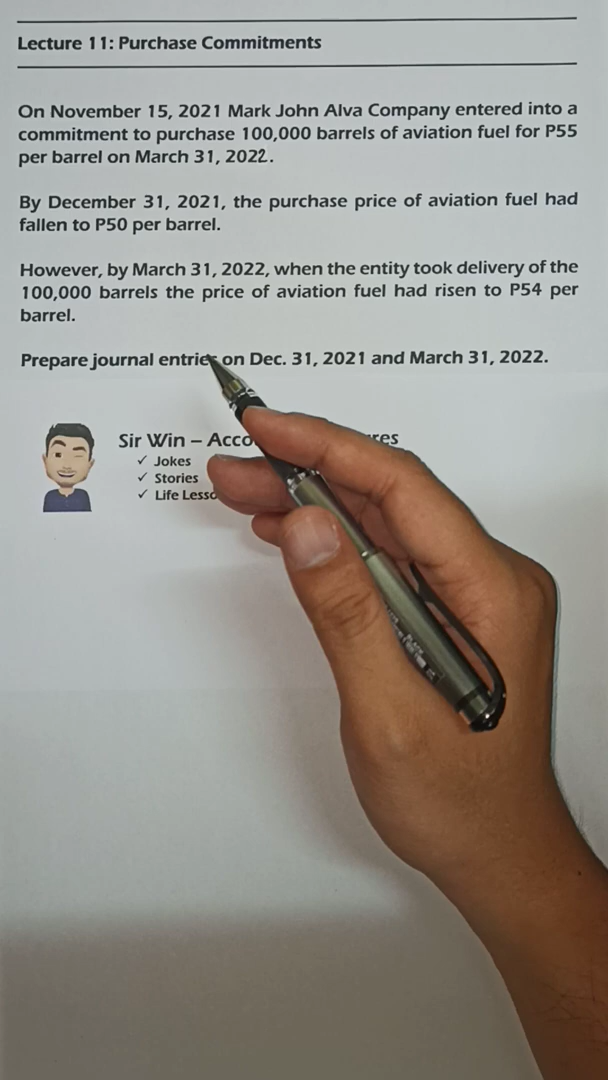 Lecture 11: Purchase Commitments
On November 15, 2021 Mark John Alva Company entered into a
commitment to purchase 100,000 barrels of aviation fuel for P55
per barrel on March 31, 2022.
By December 31, 2021, the purchase price of aviation fuel had
fallen to P50 per barrel.
However, by March 31, 2022, when the entity took delivery of the
100,000 barrels the price of aviation fuel had risen to P54 per
barrel.
Prepare journal entries on Dec. 31, 2021 and March 31, 2022.
Sir Win –
✓ Jokes
✓ Stories
✓ Life